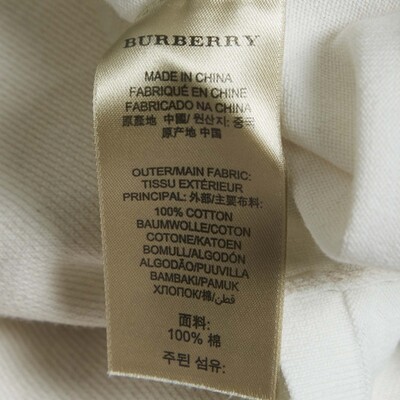 BURBERRY
MADE IN CHINA
FABRIQUÉ EN CHINE
FABRICADO NA CHINA
原產地 中國/ 원산지: 중국
原产地 中国
OUTER/MAIN FABRIC:
TISSU EXTÉRIEUR
PRINCIPAL: 外部/主要布料:
100% COTTON
BAUMWOLLE/COTON
COTONE/KATOEN
BOMULL/ALGODÓN
ALGODÃO/PUUVILLA
BAMBAKI/PAMUK
ХЛОПОК/棉/قطن
面料:
100% 棉
주된 섬유: